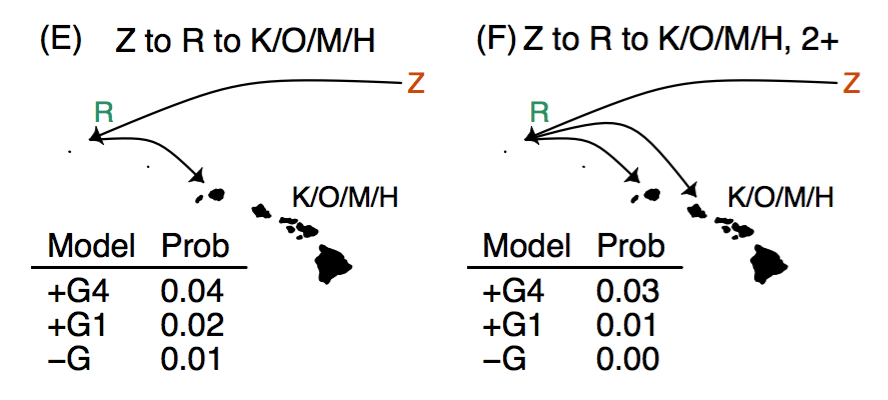 (E) Z to R to K/O/M/H
Z
R
K/O/M/H
Model Prob
+G4 0.04
+G1 0.02
−G 0.01
(F) Z to R to K/O/M/H, 2+
Z
R
K/O/M/H
Model Prob
+G4 0.03
+G1 0.01
−G 0.00